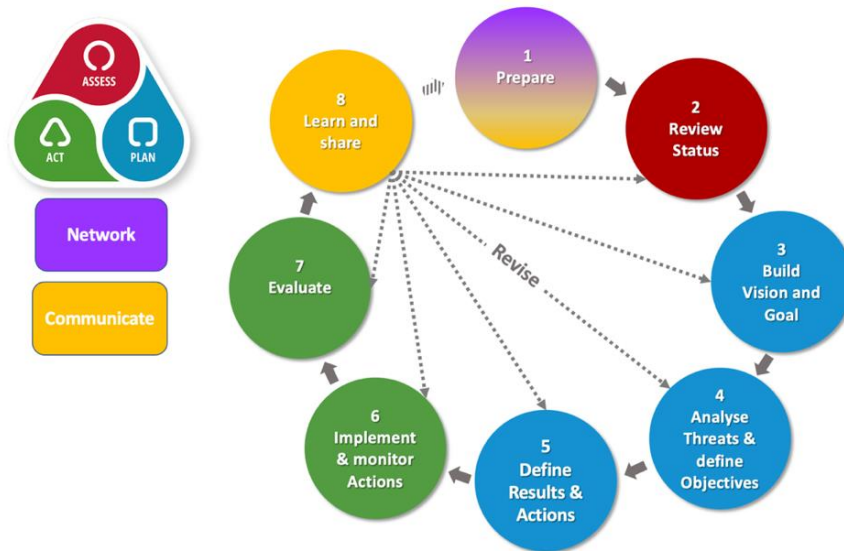 ASSESS
ACT
PLAN
Network
Communicate
1
Prepare
2
Review
Status
3
Build
Vision and
Goal
4
Analyse
Threats &
define
Objectives
5
Define
Results &
Actions
6
Implement
& monitor
Actions
7
Evaluate
8
Learn and
share
Revise